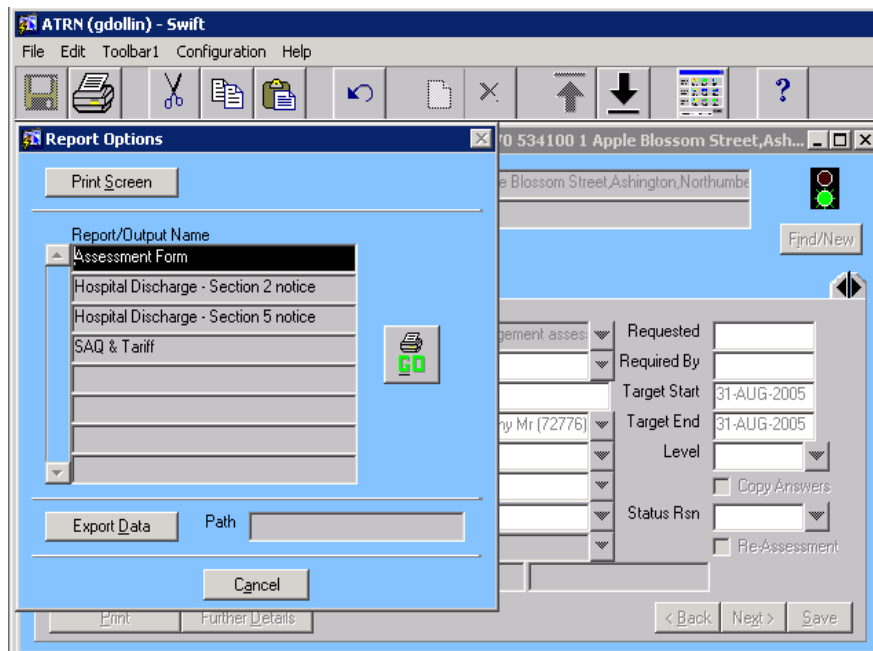 ATRN (gdollin) - Swift
File Edit Toolbar1 Configuration Help
?
Report Options
Print Screen
Report/Output Name
Assessment Form
Hospital Discharge - Section 2 notice
Hospital Discharge - Section 5 notice
SAQ & Tariff
GO
Export Data Path
Cancel
0 534100 1 Apple Blossom Street,Ash...
e Blossom Street,Ashington,Northumbe
Find/New
gement asses: Requested
Required By
Target Start 31-AUG-2005
ny Mr (72776) Target End 31-AUG-2005
Level
Copy Answers
Status Rsn
Re-Assessment
Print Further Details < Back Next > Save